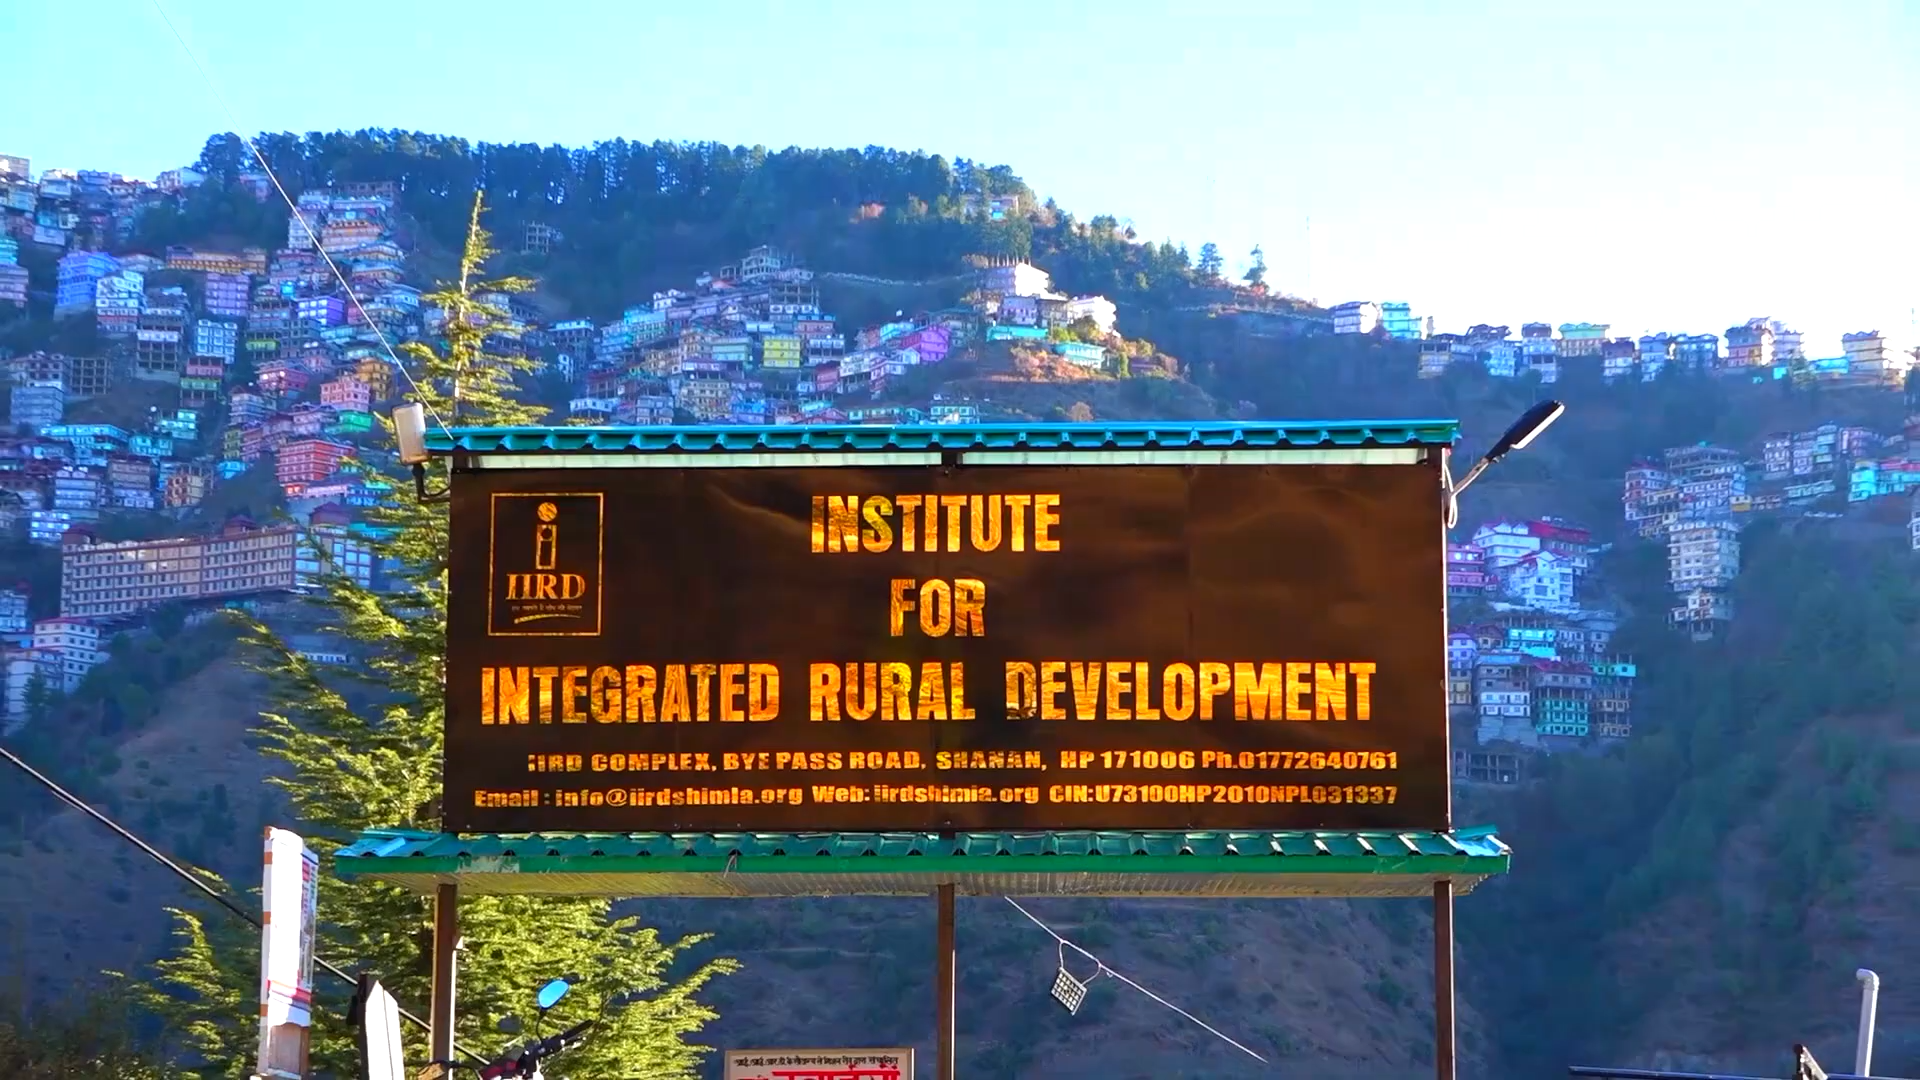 IIRD
INSTITUTE
FOR
INTEGRATED RURAL DEVELOPMENT
IIRD COMPLEX, BYE PASS ROAD, SHANAN, HP 171006 Ph.01772640761
Email : info@iirdshimla.org Web: iirdshimla.org CIN:U73100HP2010NPL031337